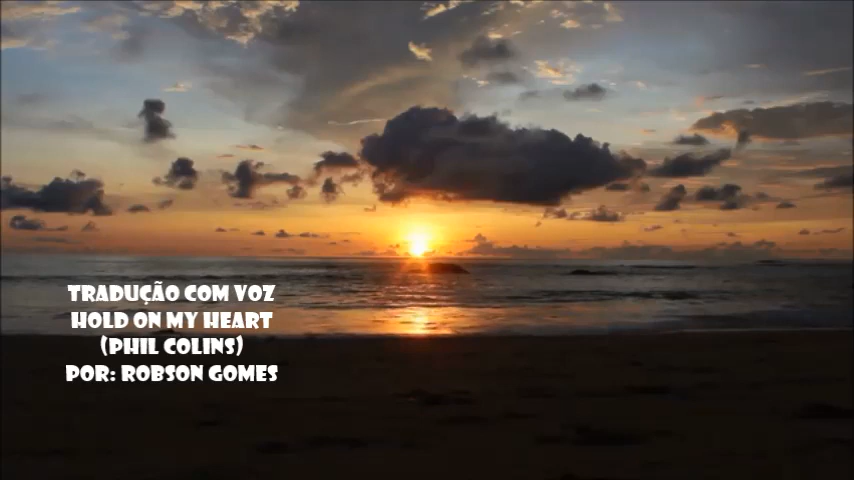 TRADUÇÃO COM VOZ
HOLD ON MY HEART
(PHIL COLINS)
POR: ROBSON GOMES